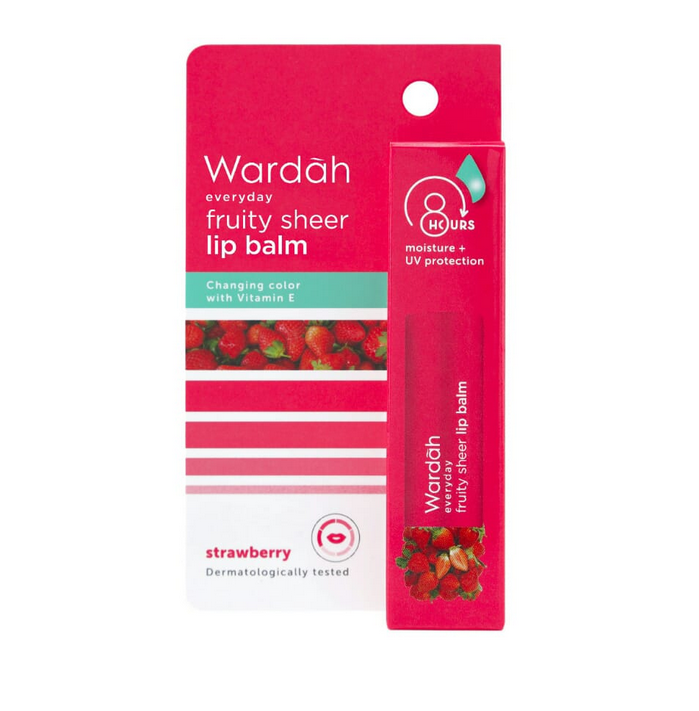 Wardāh
everyday
fruity sheer
lip balm
Changing color
with Vitamin E
strawberry
Dermatologically tested
8
HOURS
moisture +
UV protection
Wardāh
everyday
fruity sheer lip balm